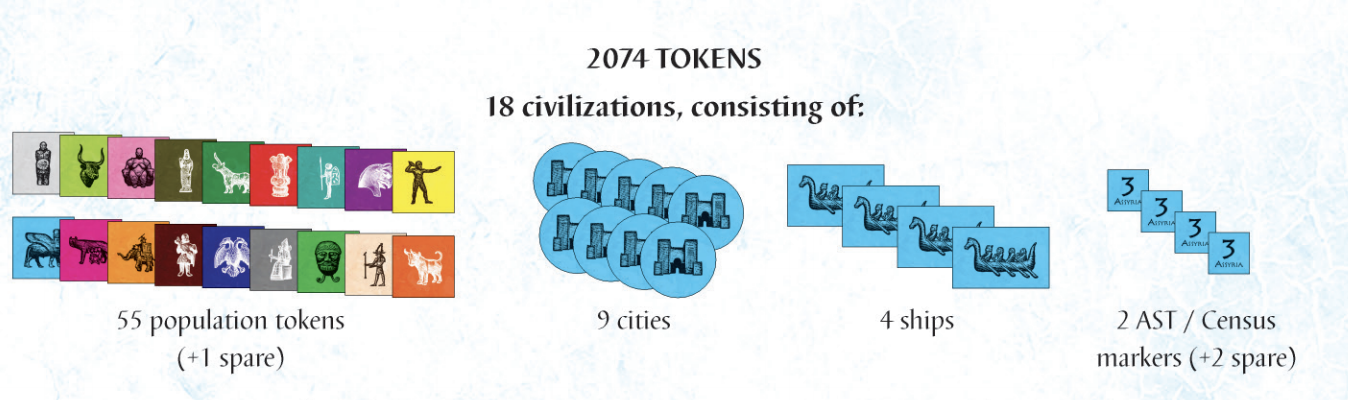 2074 TOKENS
18 civilizations, consisting of:
3
Assyria
3
Assyria
3
Assyria
3
Assyria
55 population tokens
(+1 spare)
9 cities
4 ships
2 AST / Census
markers (+2 spare)